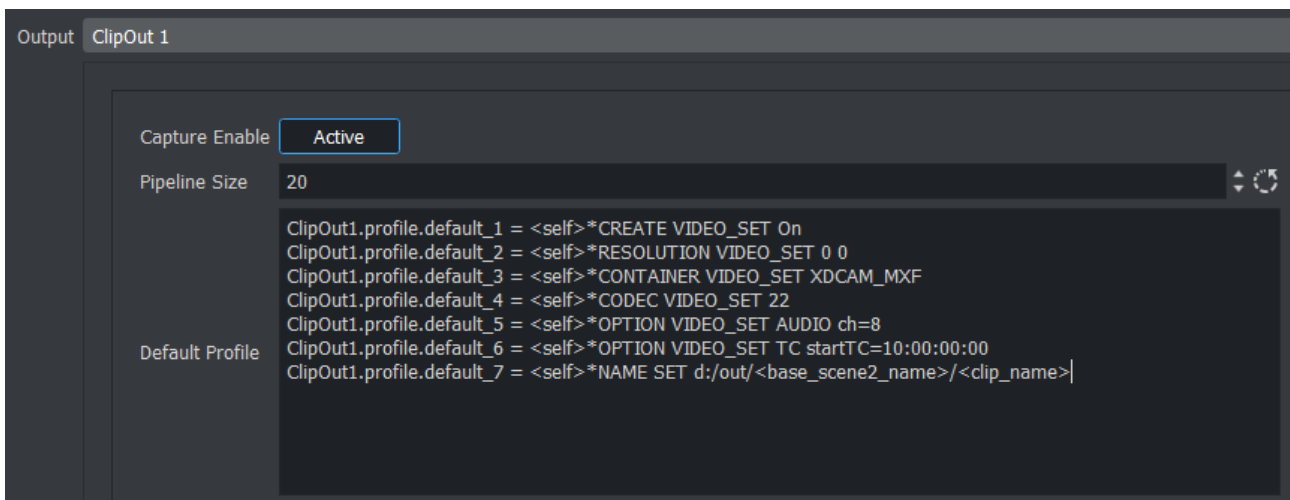 Output ClipOut 1
Capture Enable Active
Pipeline Size 20
Default Profile
ClipOut1.profile.default_1 = <self>*CREATE VIDEO_SET On
ClipOut1.profile.default_2 = <self>*RESOLUTION VIDEO_SET 0 0
ClipOut1.profile.default_3 = <self>*CONTAINER VIDEO_SET XDCAM_MXF
ClipOut1.profile.default_4 = <self>*CODEC VIDEO_SET 22
ClipOut1.profile.default_5 = <self>*OPTION VIDEO_SET AUDIO ch=8
ClipOut1.profile.default_6 = <self>*OPTION VIDEO_SET TC startTC=10:00:00:00
ClipOut1.profile.default_7 = <self>*NAME SET d:/out/<base_scene2_name>/<clip_name>